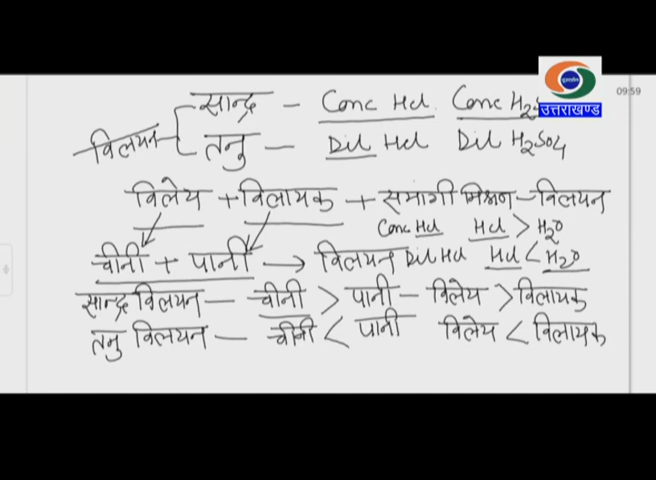 उत्तराखण्ड
09:59
सान्द्र – Conc Hcl. Conc H2S
विलयन
तनु – Dil Hcl Dil H2SO4
विलेय + विलायक + समांगी मिश्रण – विलयन
Conc Hcl Hcl > H2O
चीनी + पानी → विलयन Dil Hcl Hcl < H2O
सान्द्र विलयन – चीनी > पानी – विलेय > विलायक
तनु विलयन – चीनी < पानी विलेय < विलायक